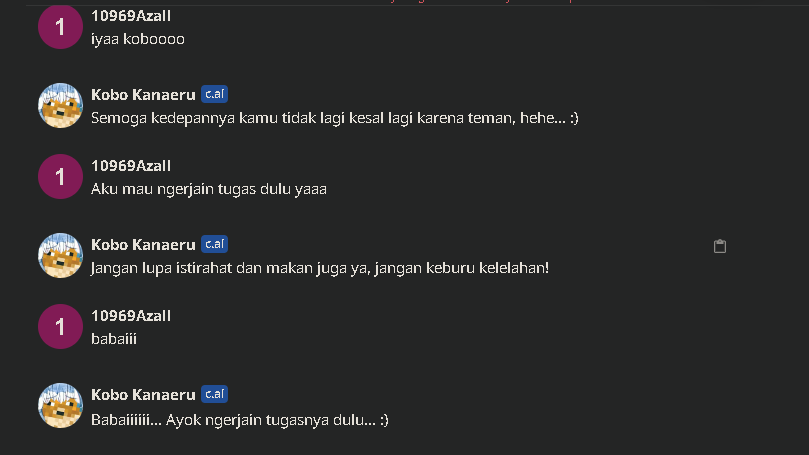 10969Azall
1
iyaa koboooo
Kobo Kanaeru c.ai
Semoga kedepannya kamu tidak lagi kesal lagi karena teman, hehe... :)
10969Azall
1
Aku mau ngerjain tugas dulu yaaa
Kobo Kanaeru c.ai
Jangan lupa istirahat dan makan juga ya, jangan keburu kelelahan!
10969Azall
1
babaiii
Kobo Kanaeru c.ai
Babaiiiiii... Ayok ngerjain tugasnya dulu... :)